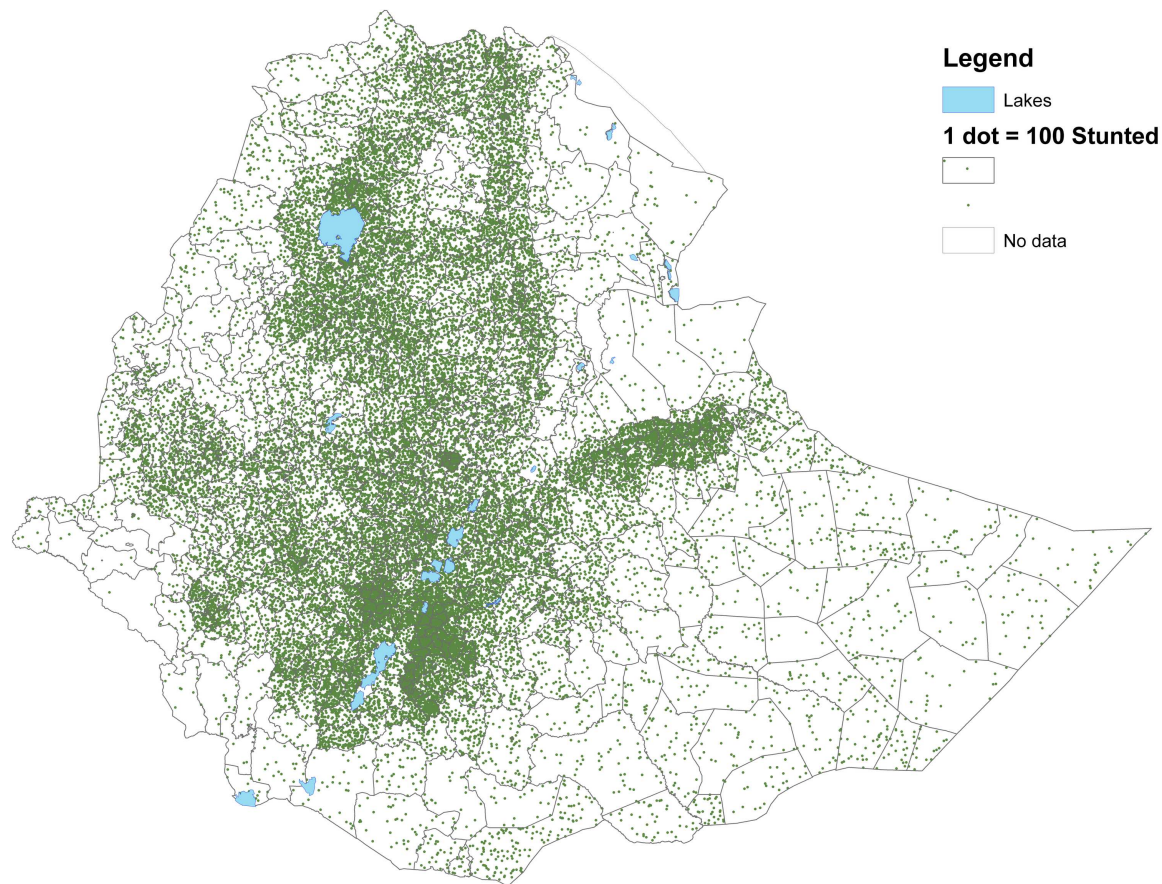 Legend
Lakes
1 dot = 100 Stunted
No data